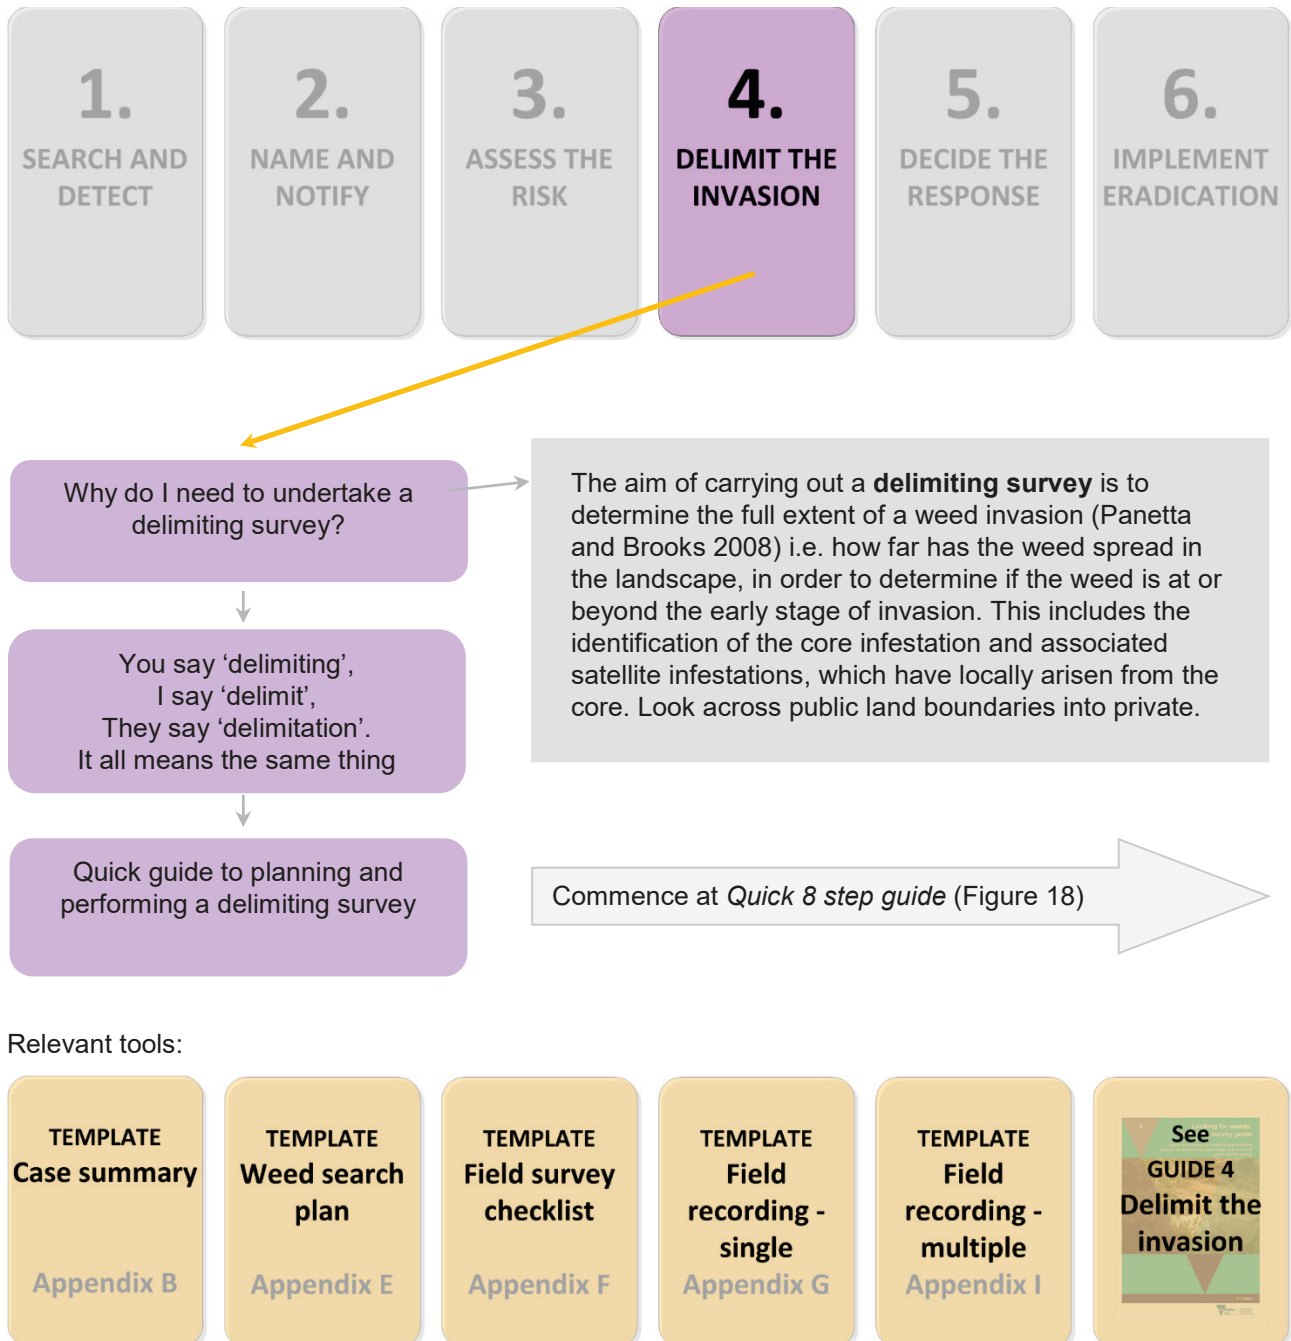 1.
SEARCH AND
DETECT
2.
NAME AND
NOTIFY
3.
ASSESS THE
RISK
4.
DELIMIT THE
INVASION
5.
DECIDE THE
RESPONSE
6.
IMPLEMENT
ERADICATION
Why do I need to undertake a
delimiting survey?
The aim of carrying out a delimiting survey is to
determine the full extent of a weed invasion (Panetta
and Brooks 2008) i.e. how far has the weed spread in
the landscape, in order to determine if the weed is at or
beyond the early stage of invasion. This includes the
identification of the core infestation and associated
satellite infestations, which have locally arisen from the
core. Look across public land boundaries into private.
You say ‘delimiting’,
I say ‘delimit’,
They say ‘delimitation’.
It all means the same thing
Quick guide to planning and
performing a delimiting survey
Commence at Quick 8 step guide (Figure 18)
Relevant tools:
TEMPLATE
Case summary
Appendix B
TEMPLATE
Weed search
plan
Appendix E
TEMPLATE
Field survey
checklist
Appendix F
TEMPLATE
Field
recording -
single
Appendix G
TEMPLATE
Field
recording -
multiple
Appendix I
See
GUIDE 4
Delimit the
invasion